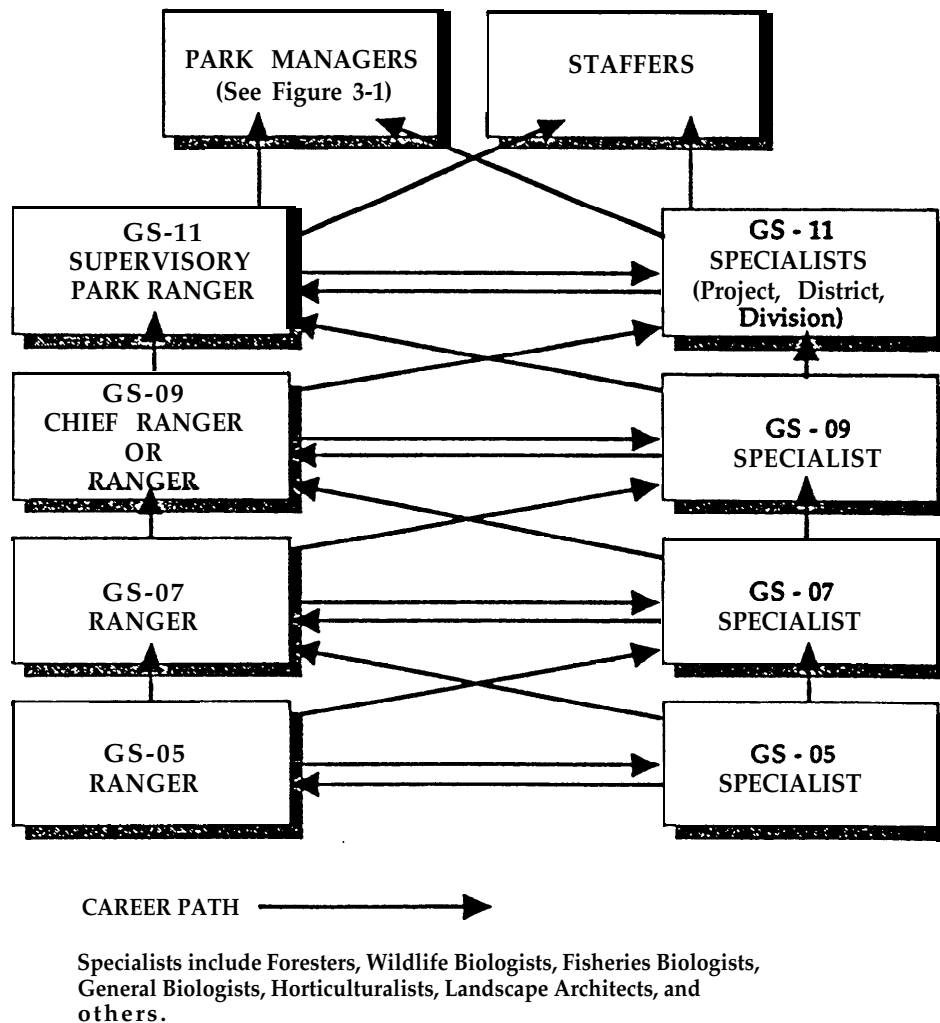 PARK MANAGERS
(See Figure 3-1)
STAFFERS
GS-11
SUPERVISORY
PARK RANGER
GS - 11
SPECIALISTS
(Project, District,
Division)
GS-09
CHIEF RANGER
OR
RANGER
GS - 09
SPECIALIST
GS-07
RANGER
GS - 07
SPECIALIST
GS-05
RANGER
GS - 05
SPECIALIST
CAREER PATH
Specialists include Foresters, Wildlife Biologists, Fisheries Biologists,
General Biologists, Horticulturalists, Landscape Architects, and
others.